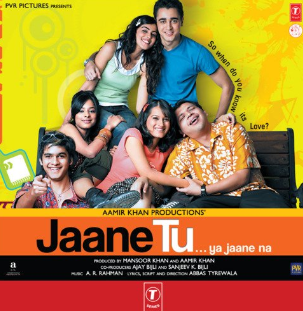 PVR PICTURES PRESENTS
T
SERIES
So when do you know its Love?
AAMIR KHAN PRODUCTIONS'
Jaane Tu ...ya jaane na
PRODUCED BY MANSOOR KHAN AND AAMIR KHAN
CO-PRODUCERS AJAY BIJLI AND SANJEEV K. BIJLI
MUSIC A. R. RAHMAN LYRICS, SCRIPT AND DIRECTION ABBAS TYREWALA
a
PVR
T
SERIES